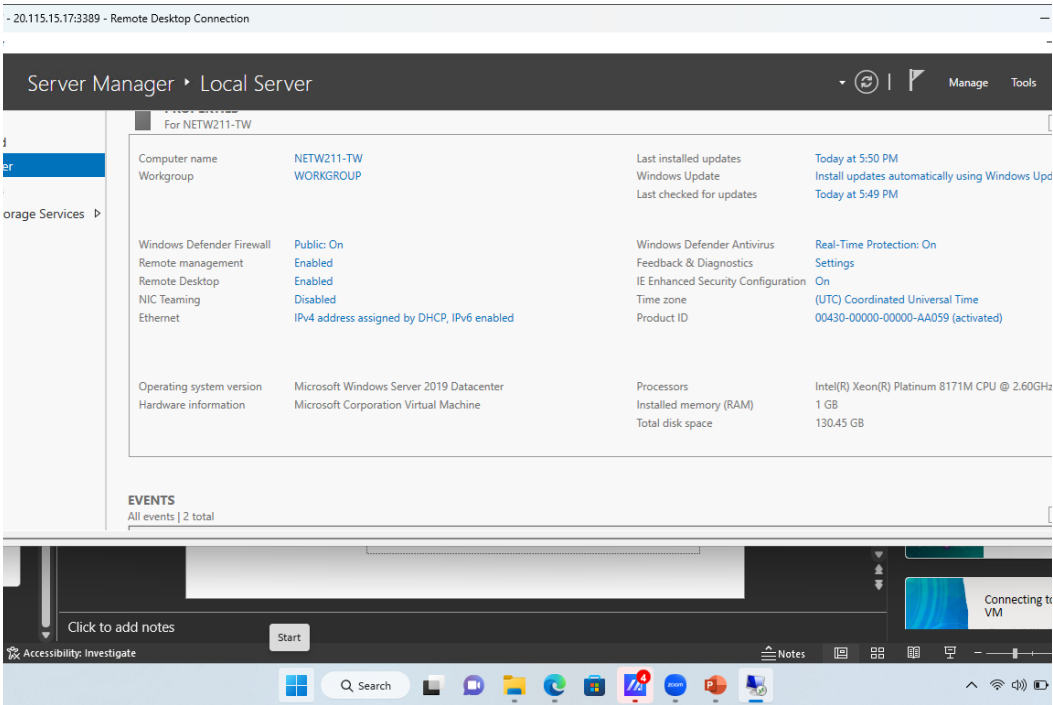 - 20.115.15.17:3389 - Remote Desktop Connection
Server Manager ‣ Local Server
Manage Tools
PROPERTIES
For NETW211-TW
orage Services
Computer name NETW211-TW
Workgroup WORKGROUP
Last installed updates Today at 5:50 PM
Windows Update Install updates automatically using Windows Upd
Last checked for updates Today at 5:49 PM
Windows Defender Firewall Public: On
Remote management Enabled
Remote Desktop Enabled
NIC Teaming Disabled
Ethernet IPv4 address assigned by DHCP, IPv6 enabled
Windows Defender Antivirus Real-Time Protection: On
Feedback & Diagnostics Settings
IE Enhanced Security Configuration On
Time zone (UTC) Coordinated Universal Time
Product ID 00430-00000-00000-AA059 (activated)
Operating system version Microsoft Windows Server 2019 Datacenter
Hardware information Microsoft Corporation Virtual Machine
Processors Intel(R) Xeon(R) Platinum 8171M CPU @ 2.60GHz
Installed memory (RAM) 1 GB
Total disk space 130.45 GB
EVENTS
All events | 2 total
Connecting to
VM
Click to add notes
Start
Accessibility: Investigate
Notes
Search
4
zoom